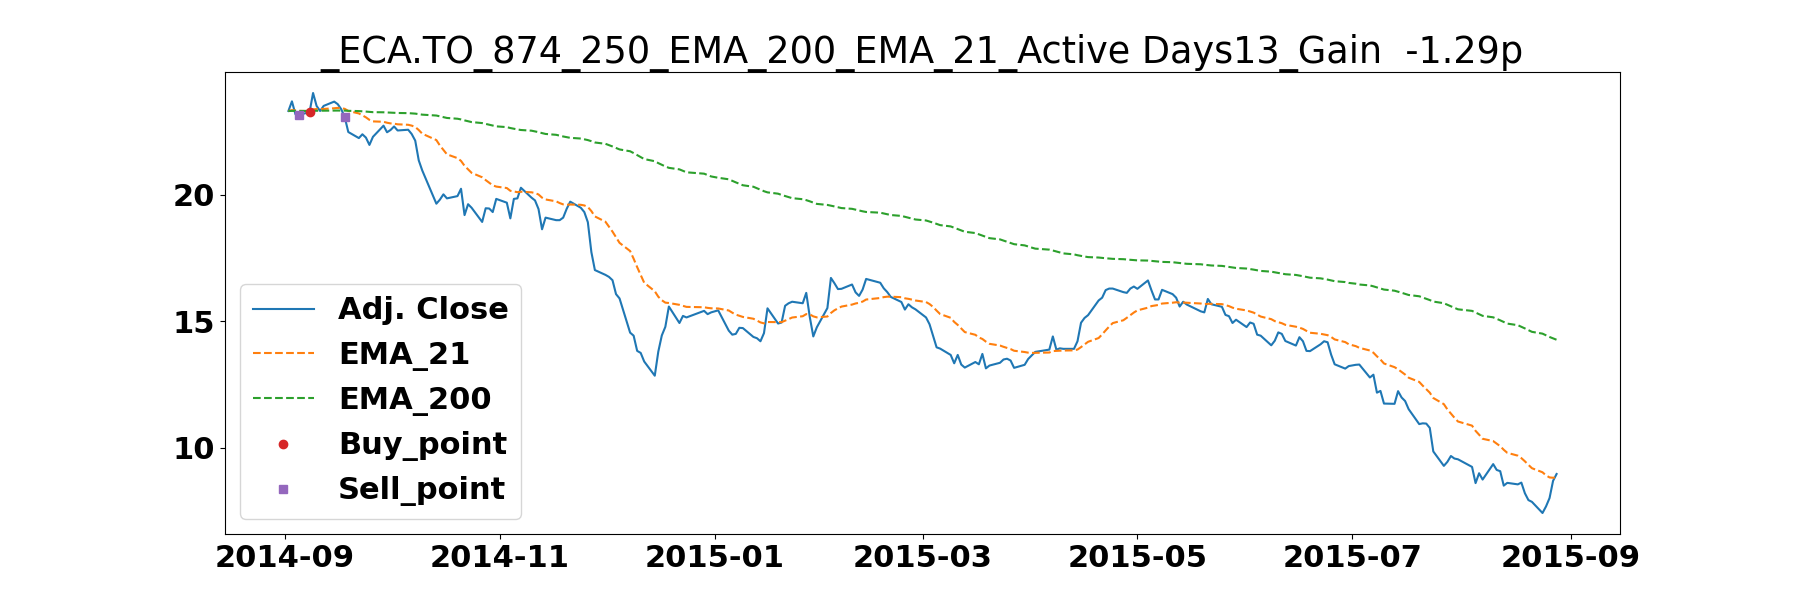 _ECA.TO_874_250_EMA_200_EMA_21_Active Days13_Gain  -1.29p
20
15
10
Adj. Close
EMA_21
EMA_200
Buy_point
Sell_point
2014-09 2014-11 2015-01 2015-03 2015-05 2015-07 2015-09